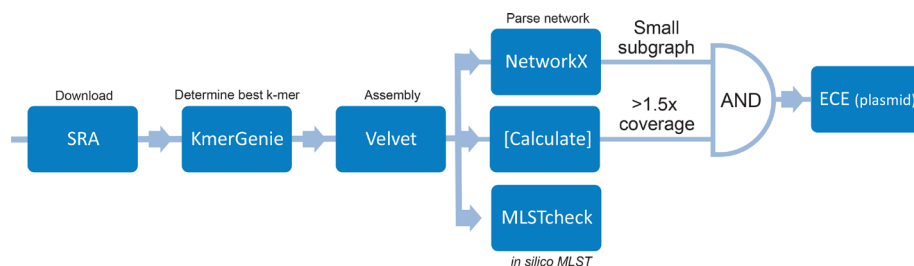 Download
SRA
Determine best k-mer
KmerGenie
Assembly
Velvet
Parse network
NetworkX
Small
subgraph
[Calculate]
>1.5x
coverage
MLSTcheck
in silico MLST
AND
ECE (plasmid)